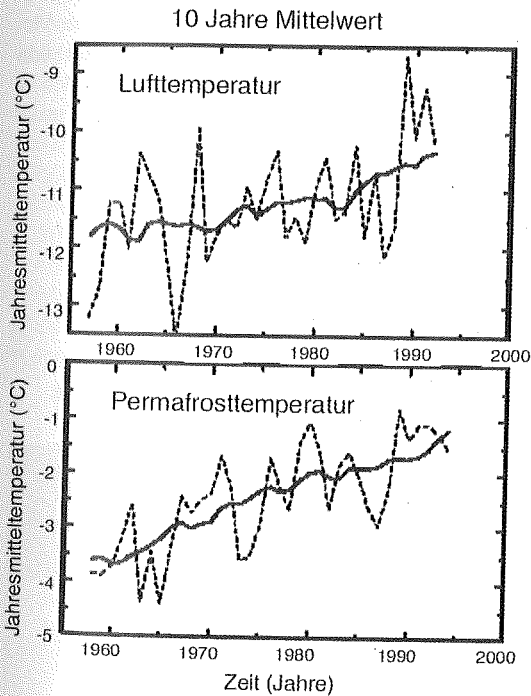 10 Jahre Mittelwert
Jahresmitteltemperatur (°C)
-9
-10
-11
-12
-13
Lufttemperatur
1960 1970 1980 1990 2000
Jahresmitteltemperatur (°C)
0
-1
-2
-3
-4
-5
Permafrosttemperatur
1960 1970 1980 1990 2000
Zeit (Jahre)